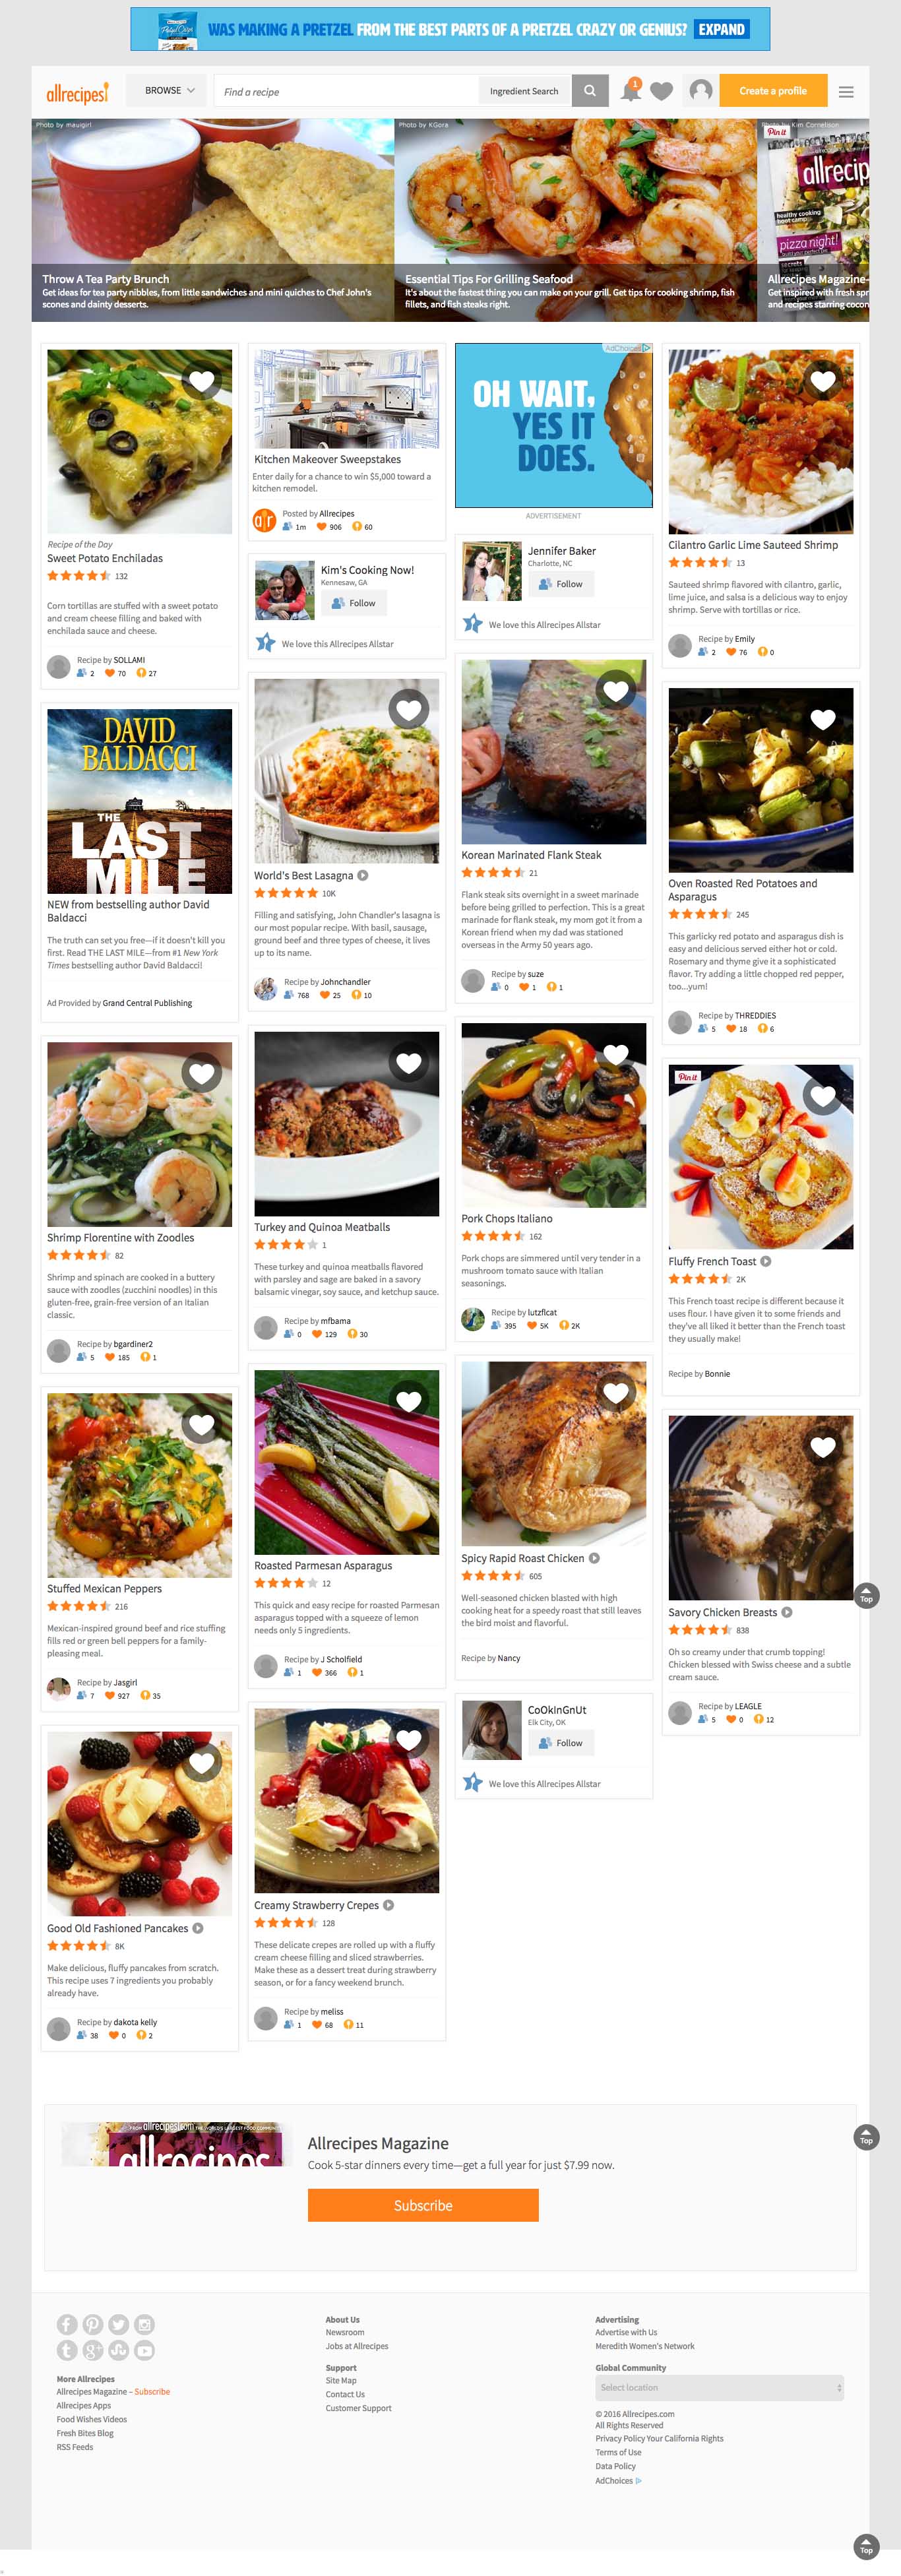 WAS MAKING A PRETZEL FROM THE BEST PARTS OF A PRETZEL CRAZY OR GENIUS? EXPAND
allrecipes!
BROWSE
Find a recipe
Ingredient Search
1
Create a profile
Photo by mauigirl
Throw A Tea Party Brunch
Get ideas for tea party nibbles, from little sandwiches and mini quiches to Chef John's
scones and dainty desserts.
Photo by KGora
Essential Tips For Grilling Seafood
It's about the fastest thing you can make on your grill. Get tips for cooking shrimp, fish
fillets, and fish steaks right.
Photo by Kim Cornelison
Pin it
allrecip
healthy cooking
boot camp
pizza night!
secrets
Allrecipes Magazine-
Get inspired with fresh spr
and recipes starring cocon
Recipe of the Day
Sweet Potato Enchiladas
132
Corn tortillas are stuffed with a sweet potato
and cream cheese filling and baked with
enchilada sauce and cheese.
Recipe by SOLLAMI
2 70 27
DAVID
BALDACCI
THE
LAST
MILE
NEW from bestselling author David
Baldacci
The truth can set you free—if it doesn't kill you
first. Read THE LAST MILE—from #1 New York
Times bestselling author David Baldacci!
Ad Provided by Grand Central Publishing
Shrimp Florentine with Zoodles
82
Shrimp and spinach are cooked in a buttery
sauce with zoodles (zucchini noodles) in this
gluten-free, grain-free version of an Italian
classic.
Recipe by bgardiner2
5 185 1
Stuffed Mexican Peppers
216
Mexican-inspired ground beef and rice stuffing
fills red or green bell peppers for a family-
pleasing meal.
Recipe by Jasgirl
7 927 35
Good Old Fashioned Pancakes
8K
Make delicious, fluffy pancakes from scratch.
This recipe uses 7 ingredients you probably
already have.
Recipe by dakota kelly
38 0 2
Kitchen Makeover Sweepstakes
Enter daily for a chance to win $5,000 toward a
kitchen remodel.
ar
Posted by Allrecipes
1m 906 60
Kim's Cooking Now!
Kennesaw, GA
Follow
We love this Allrecipes Allstar
World's Best Lasagna
10K
Filling and satisfying, John Chandler's lasagna is
our most popular recipe. With basil, sausage,
ground beef and three types of cheese, it lives
up to its name.
Recipe by Johnchandler
768 25 10
Turkey and Quinoa Meatballs
1
These turkey and quinoa meatballs flavored
with parsley and sage are baked in a savory
balsamic vinegar, soy sauce, and ketchup sauce.
Recipe by mfbama
0 129 30
Roasted Parmesan Asparagus
12
This quick and easy recipe for roasted Parmesan
asparagus topped with a squeeze of lemon
needs only 5 ingredients.
Recipe by J Scholfield
1 366 1
Creamy Strawberry Crepes
128
These delicate crepes are rolled up with a fluffy
cream cheese filling and sliced strawberries.
Make these as a dessert treat during strawberry
season, or for a fancy weekend brunch.
Recipe by meliss
1 68 11
AdChoices
OH WAIT,
YES IT
DOES.
ADVERTISEMENT
Jennifer Baker
Charlotte, NC
Follow
We love this Allrecipes Allstar
Korean Marinated Flank Steak
21
Flank steak sits overnight in a sweet marinade
before being grilled to perfection. This is a great
marinade for flank steak, my mom got it from a
Korean friend when my dad was stationed
overseas in the Army 50 years ago.
Recipe by suze
0 1 1
Pork Chops Italiano
162
Pork chops are simmered until very tender in a
mushroom tomato sauce with Italian
seasonings.
Recipe by lutzflcat
395 5K 2K
Spicy Rapid Roast Chicken
605
Well-seasoned chicken blasted with high
cooking heat for a speedy roast that still leaves
the bird moist and flavorful.
Recipe by Nancy
CoOkInGnUt
Elk City, OK
Follow
We love this Allrecipes Allstar
Cilantro Garlic Lime Sauteed Shrimp
13
Sauteed shrimp flavored with cilantro, garlic,
lime juice, and salsa is a delicious way to enjoy
shrimp. Serve with tortillas or rice.
Recipe by Emily
2 76 0
Oven Roasted Red Potatoes and
Asparagus
245
This garlicky red potato and asparagus dish is
easy and delicious served either hot or cold.
Rosemary and thyme give it a sophisticated
flavor. Try adding a little chopped red pepper,
too...yum!
Recipe by THREDDIES
5 18 6
Pin it
Fluffy French Toast
2K
This French toast recipe is different because it
uses flour. I have given it to some friends and
they've all liked it better than the French toast
they usually make!
Recipe by Bonnie
Savory Chicken Breasts
838
Oh so creamy under that crumb topping!
Chicken blessed with Swiss cheese and a subtle
cream sauce.
Recipe by LEAGLE
5 0 12
Top
FROM allrecipes.com THE WORLD'S LARGEST FOOD
allrecipes
Allrecipes Magazine
Cook 5-star dinners every time—get a full year for just $7.99 now.
Subscribe
Top
More Allrecipes
Allrecipes Magazine – Subscribe
Allrecipes Apps
Food Wishes Videos
Fresh Bites Blog
RSS Feeds
About Us
Newsroom
Jobs at Allrecipes
Support
Site Map
Contact Us
Customer Support
Advertising
Advertise with Us
Meredith Women's Network
Global Community
Select location
© 2016 Allrecipes.com
All Rights Reserved
Privacy Policy Your California Rights
Terms of Use
Data Policy
AdChoices
Top